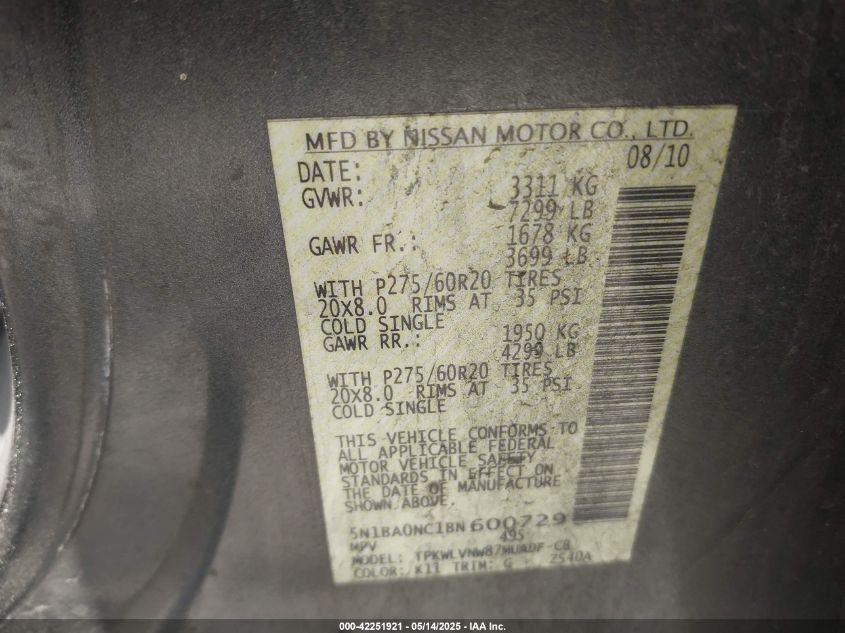 MFD BY NISSAN MOTOR CO., LTD.
DATE: 08/10
GVWR: 3311 KG
7299 LB
GAWR FR.: 1678 KG
3699 LB
WITH P275/60R20 TIRES
20X8.0 RIMS AT 35 PSI
COLD SINGLE
GAWR RR.: 1950 KG
4299 LB
WITH P275/60R20 TIRES
20X8.0 RIMS AT 35 PSI
COLD SINGLE
THIS VEHICLE CONFORMS TO
ALL APPLICABLE FEDERAL
MOTOR VEHICLE SAFETY
STANDARDS IN EFFECT ON
THE DATE OF MANUFACTURE
SHOWN ABOVE.
5N1BA0NC1BN600729
MPV 495
MODEL: TPKWLVNW87MUADF-CB
COLOR: K11 TRIM: G ZS40A
000-42251921 - 05/14/2025 - IAA Inc.